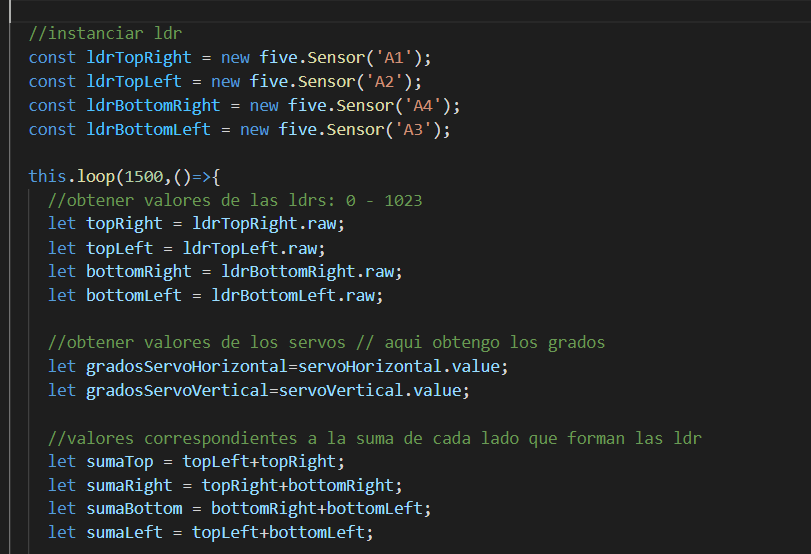 //instanciar ldr
const ldrTopRight = new five.Sensor('A1');
const ldrTopLeft = new five.Sensor('A2');
const ldrBottomRight = new five.Sensor('A4');
const ldrBottomLeft = new five.Sensor('A3');
this.loop(1500,()=>{
//obtener valores de las ldrs: 0 - 1023
let topRight = ldrTopRight.raw;
let topLeft = ldrTopLeft.raw;
let bottomRight = ldrBottomRight.raw;
let bottomLeft = ldrBottomLeft.raw;
//obtener valores de los servos // aqui obtengo los grados
let gradosServoHorizontal=servoHorizontal.value;
let gradosServoVertical=servoVertical.value;
//valores correspondientes a la suma de cada lado que forman las ldr
let sumaTop = topLeft+topRight;
let sumaRight = topRight+bottomRight;
let sumaBottom = bottomRight+bottomLeft;
let sumaLeft = topLeft+bottomLeft;